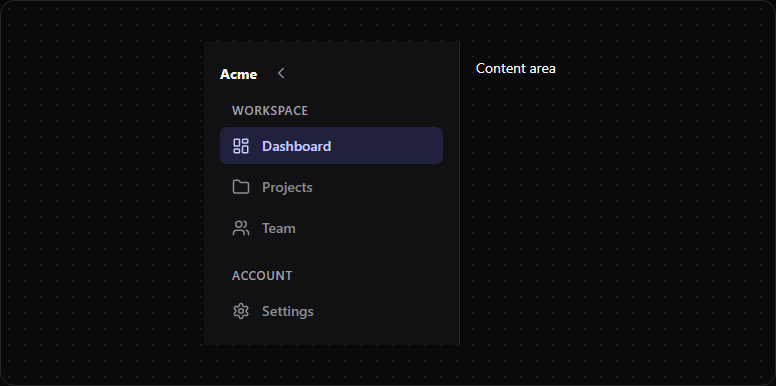 Acme
Content area
WORKSPACE
Dashboard
Projects
Team
ACCOUNT
Settings